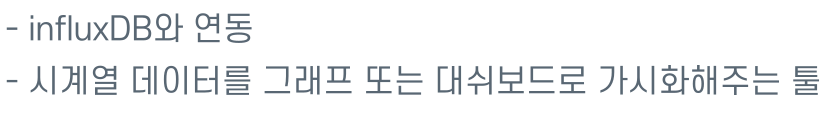 - influxDB와 연동
- 시계열 데이터를 그래프 또는 대쉬보드로 가시화해주는 툴